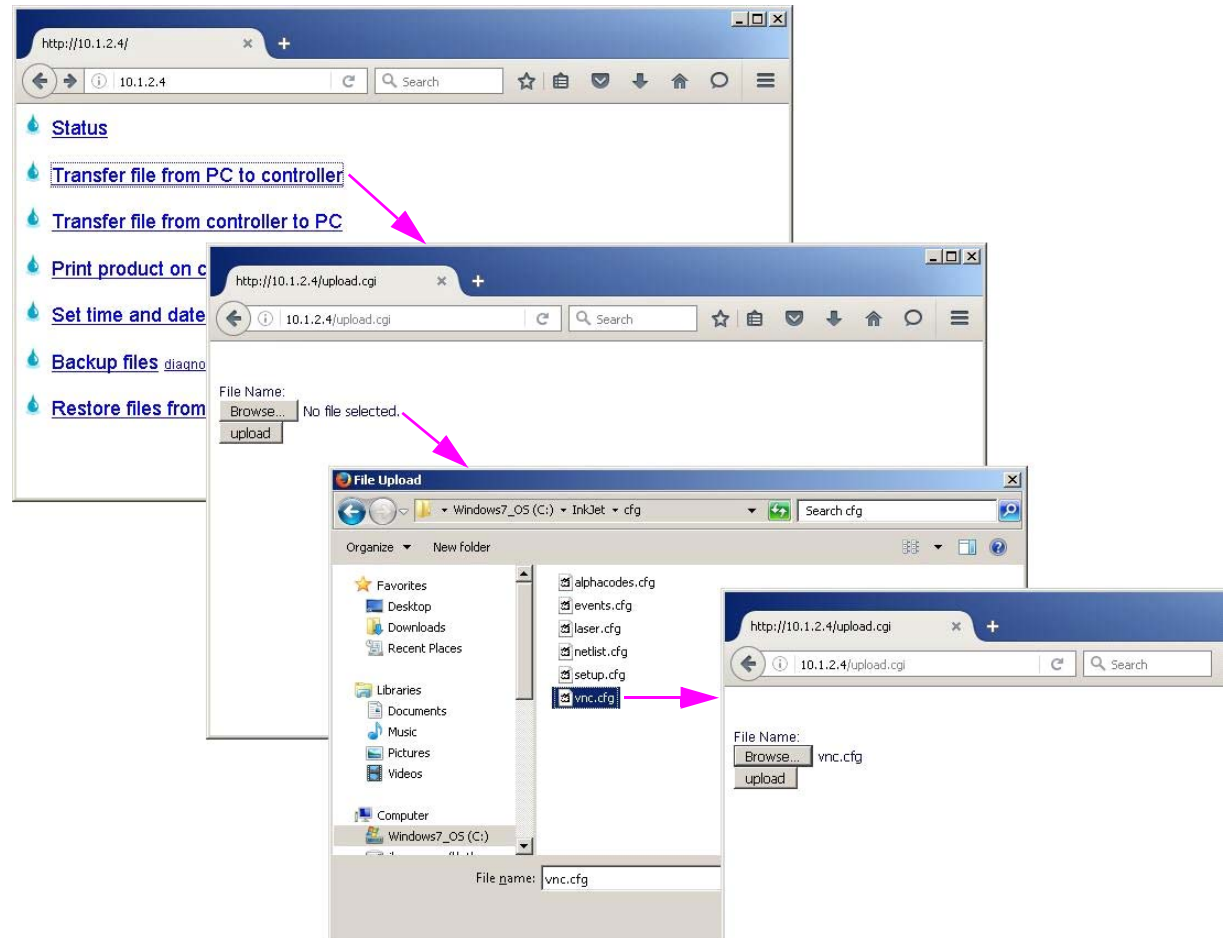 http://10.1.2.4/
10.1.2.4
Search
Status
Transfer file from PC to controller
Transfer file from controller to PC
Print product on c
Set time and date
Backup files diagno
Restore files from
http://10.1.2.4/upload.cgi
10.1.2.4/upload.cgi
Search
File Name:
Browse... No file selected.
upload
File Upload
Windows7_OS (C:) InkJet cfg
Search cfg
Organize New folder
Favorites
Desktop
Downloads
Recent Places
Libraries
Documents
Music
Pictures
Videos
Computer
Windows7_OS (C:)
alphacodes.cfg
events.cfg
laser.cfg
netlist.cfg
setup.cfg
vnc.cfg
File name: vnc.cfg
http://10.1.2.4/upload.cgi
10.1.2.4/upload.cgi
Search
File Name:
Browse... vnc.cfg
upload